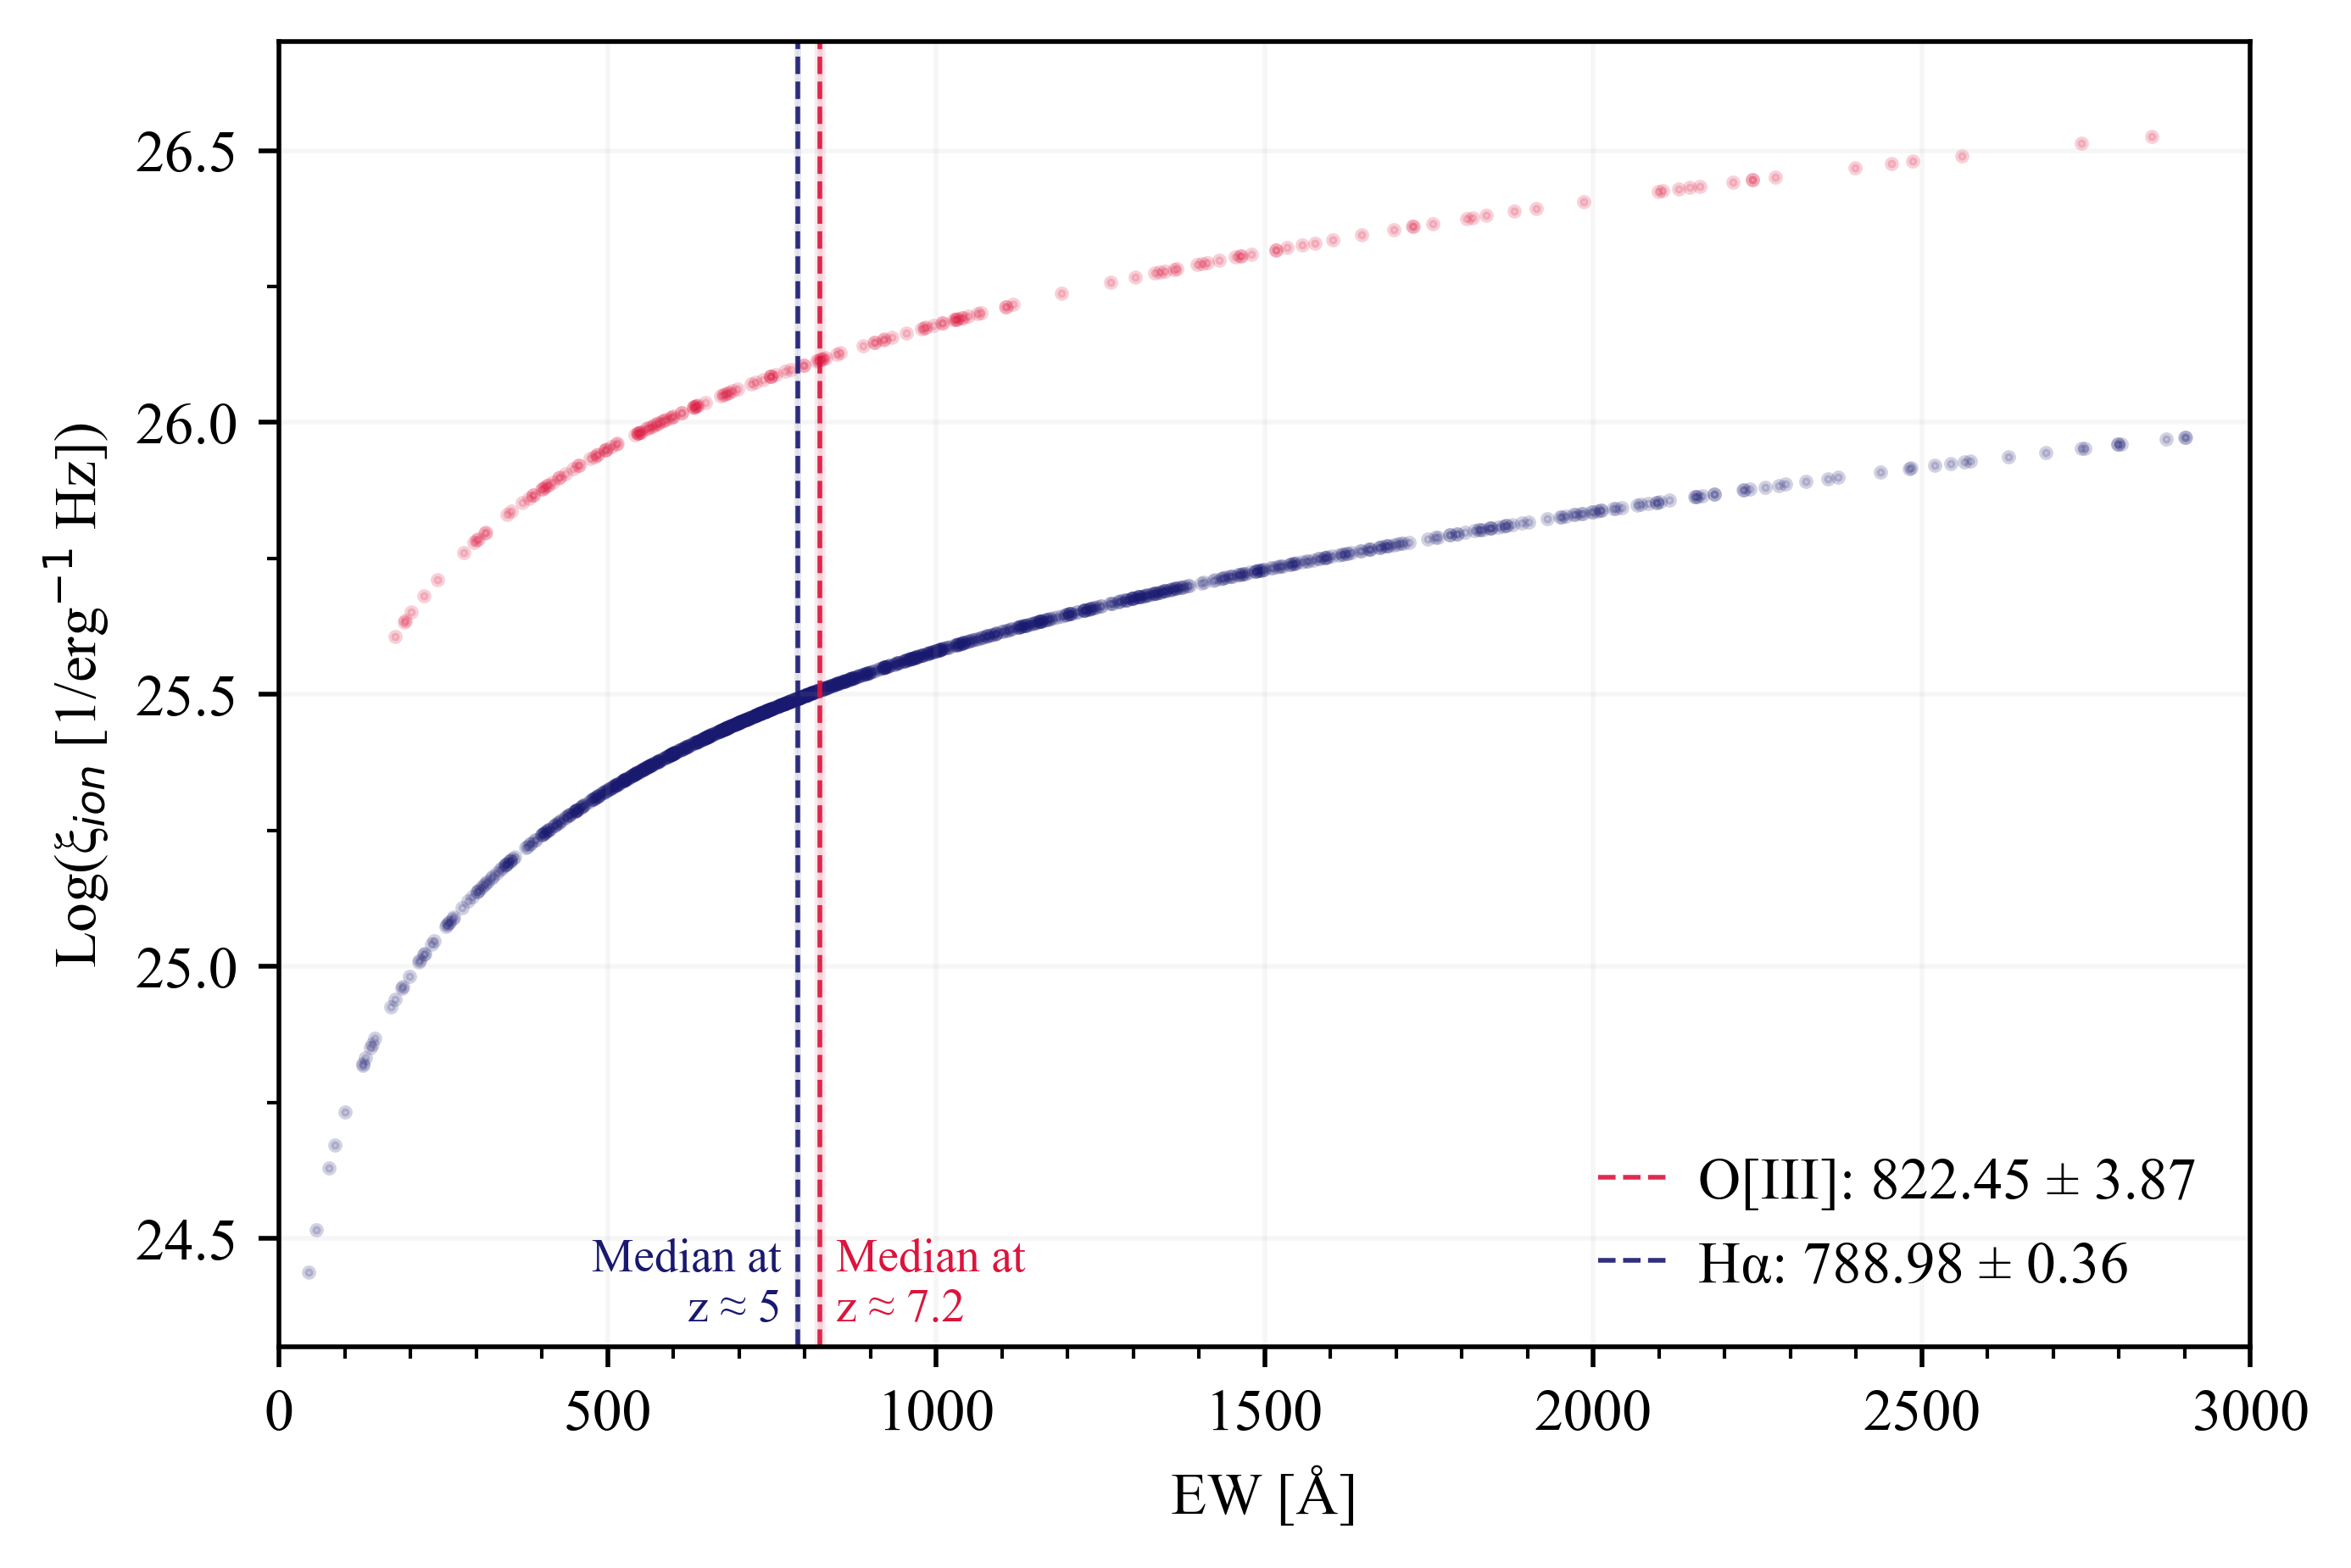 26.5
26.0
25.5
25.0
24.5
Log(ξion [1/erg⁻¹ Hz])
Median at
z ≈ 5
Median at
z ≈ 7.2
O[III]: 822.45 ± 3.87
Hα: 788.98 ± 0.36
0 500 1000 1500 2000 2500 3000
EW [Å]